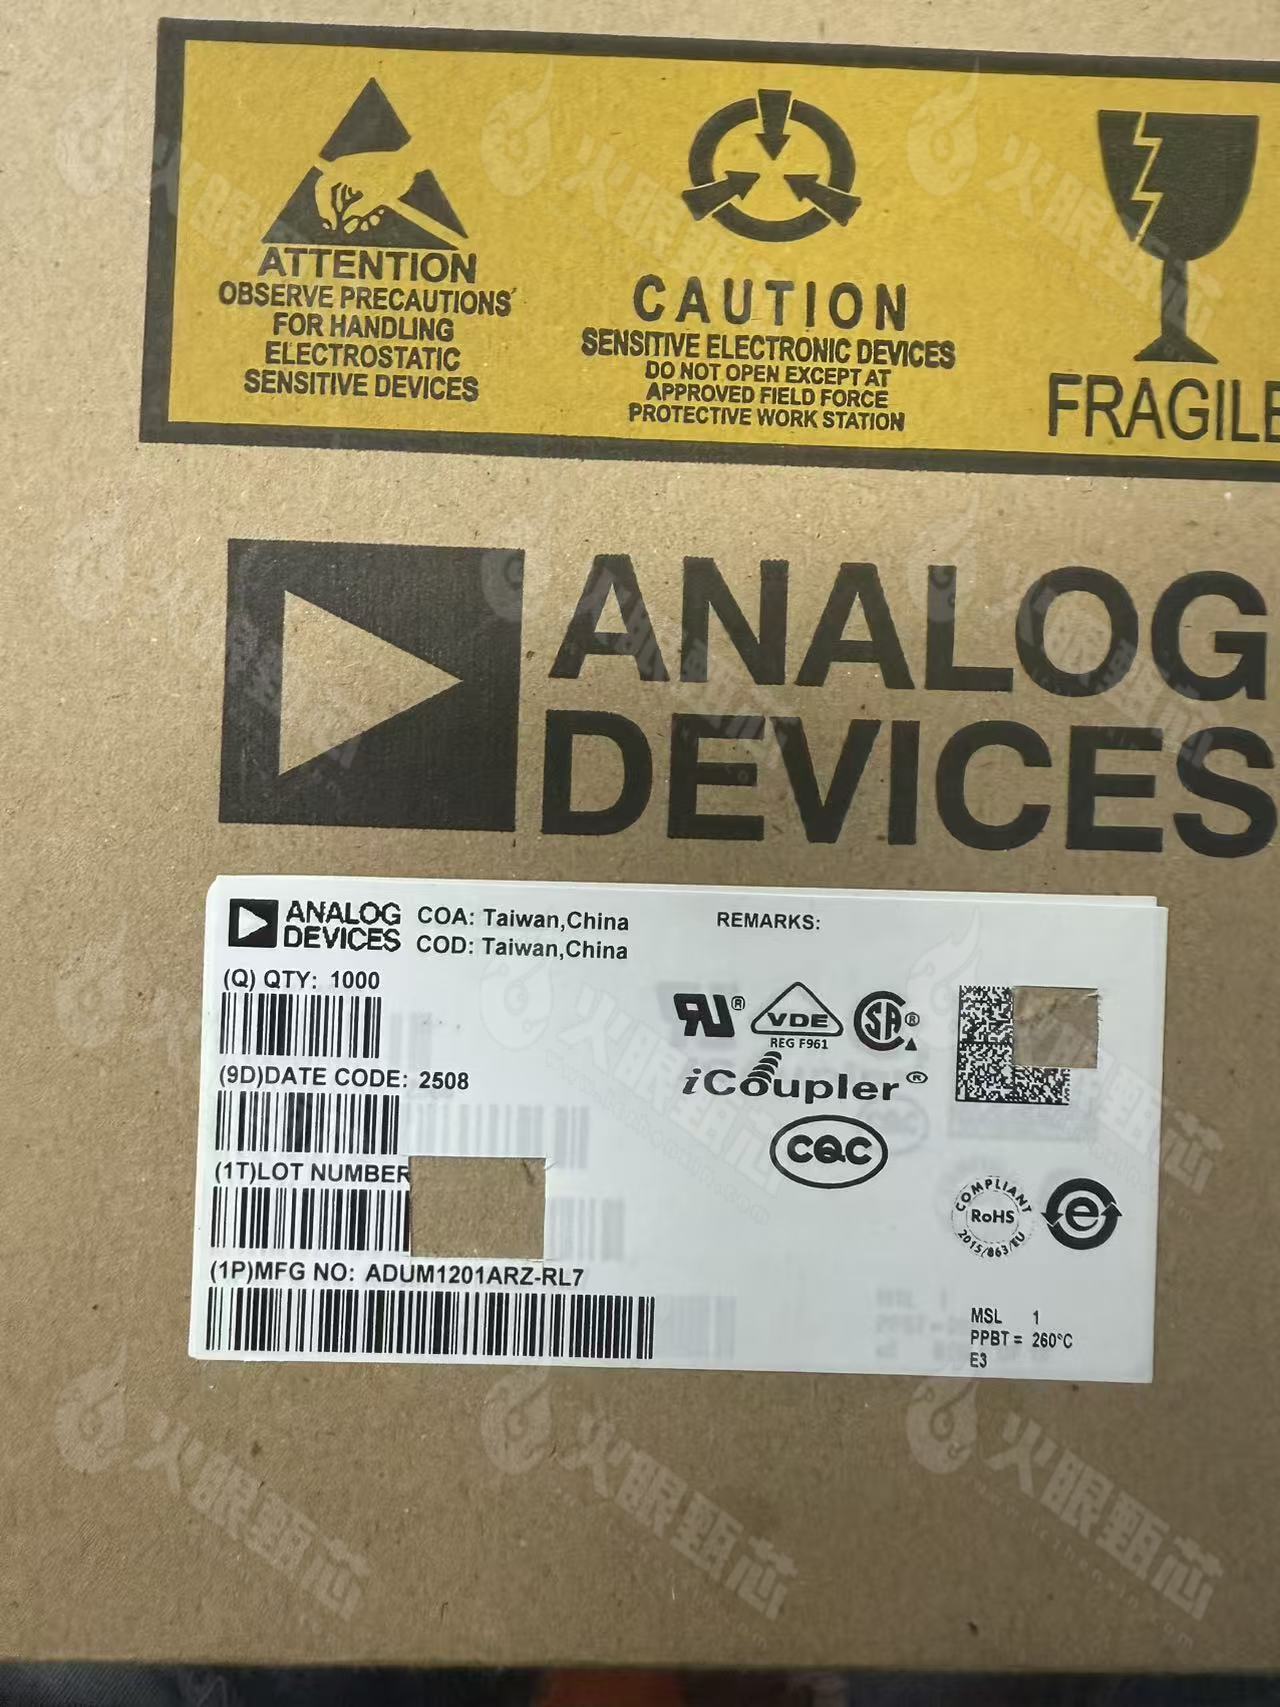 ATTENTION
OBSERVE PRECAUTIONS
FOR HANDLING
ELECTROSTATIC
SENSITIVE DEVICES
CAUTION
SENSITIVE ELECTRONIC DEVICES
DO NOT OPEN EXCEPT AT
APPROVED FIELD FORCE
PROTECTIVE WORK STATION
FRAGILE
ANALOG
DEVICES
ANALOG
DEVICES
COA: Taiwan,China
COD: Taiwan,China
REMARKS:
(Q) QTY: 1000
(9D)DATE CODE: 2508
(1T)LOT NUMBER
(1P)MFG NO: ADUM1201ARZ-RL7
RU®
VDE
REG F961
SA®
iCoupler®
CQC
COMPLIANT
RoHS
2015/863/EU
e
MSL 1
PPBT = 260°C
E3
火眼甄芯